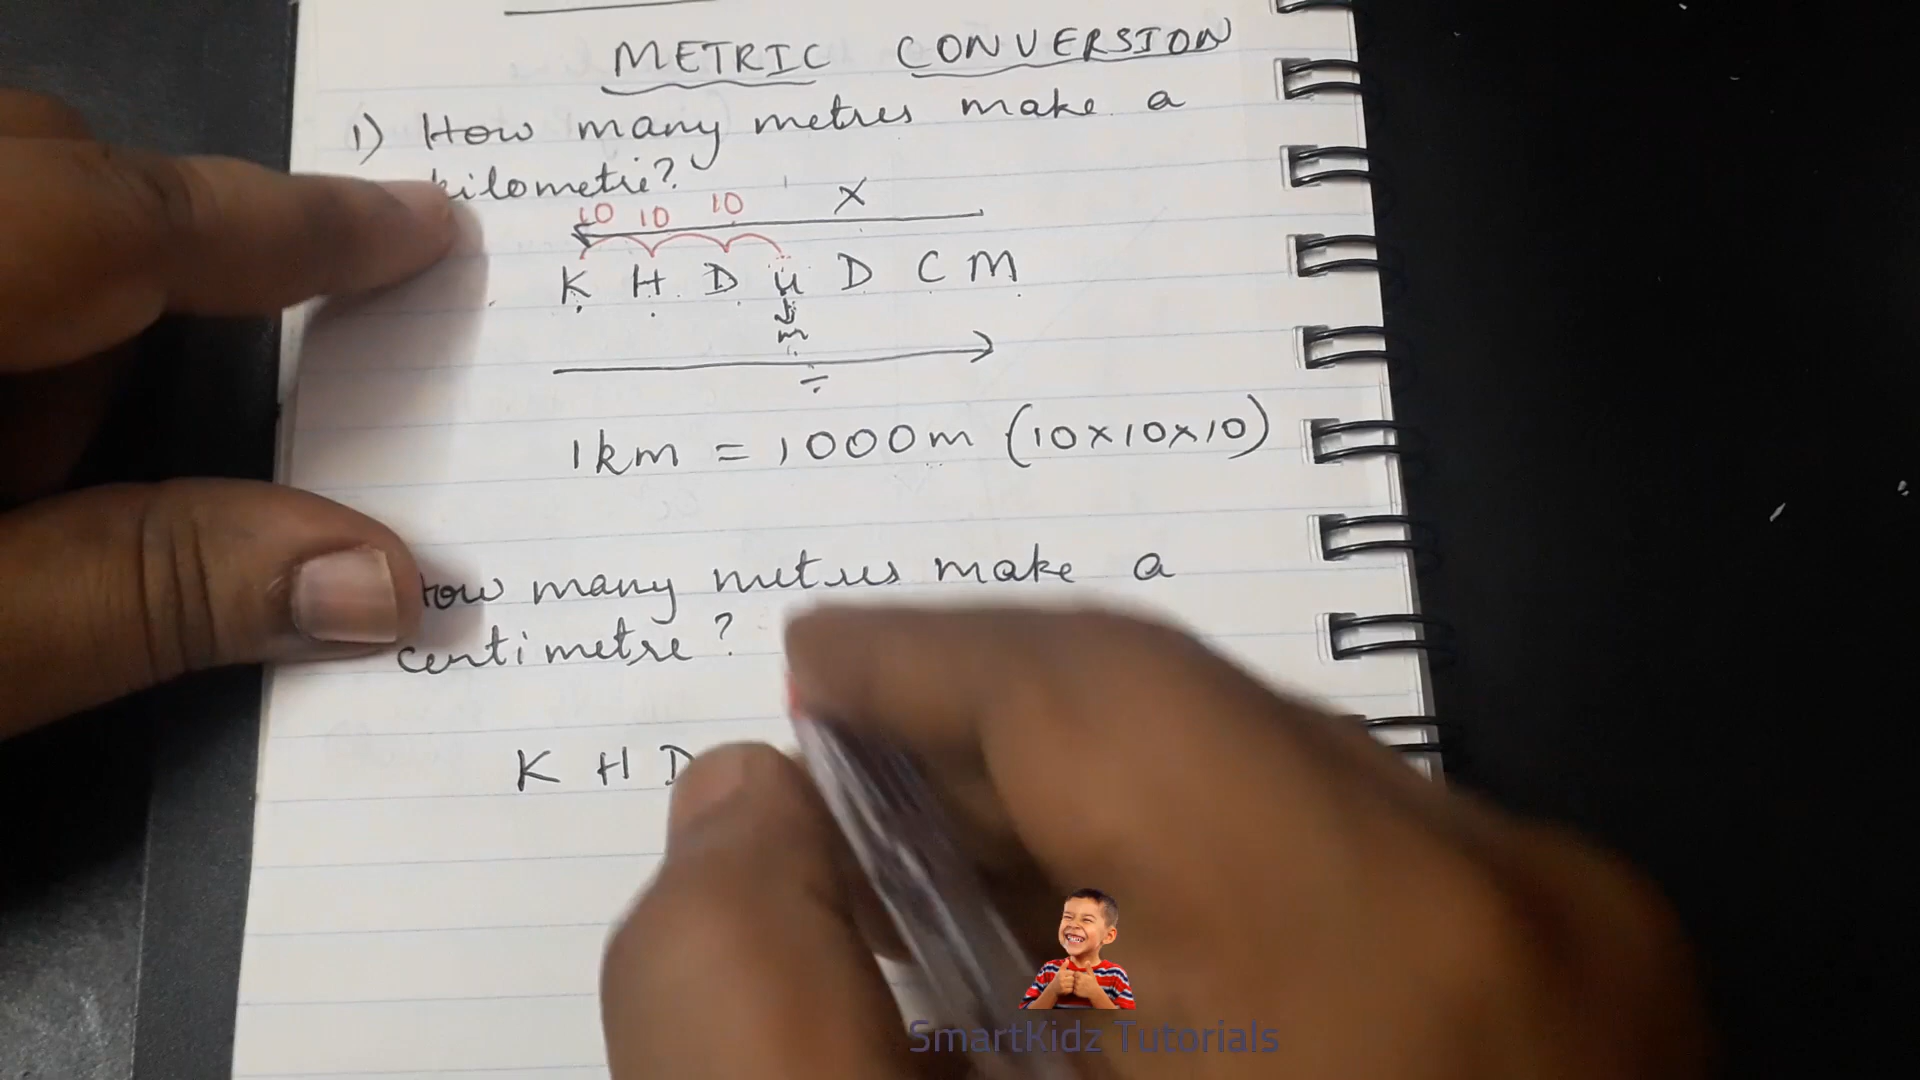 METRIC CONVERSION
1) How many metres make a
kilometre?
10 10 10 X
K H D U D C M
m
÷
1km = 1000m (10x10x10)
How many metres make a
centimetre?
K H D
SmartKidz Tutorials